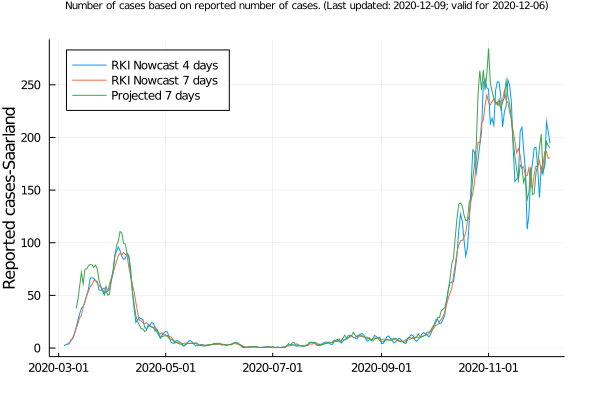 Number of cases based on reported number of cases. (Last updated: 2020-12-09; valid for 2020-12-06)
RKI Nowcast 4 days
RKI Nowcast 7 days
Projected 7 days
Reported cases-Saarland
250
200
150
100
50
0
2020-03-01 2020-05-01 2020-07-01 2020-09-01 2020-11-01